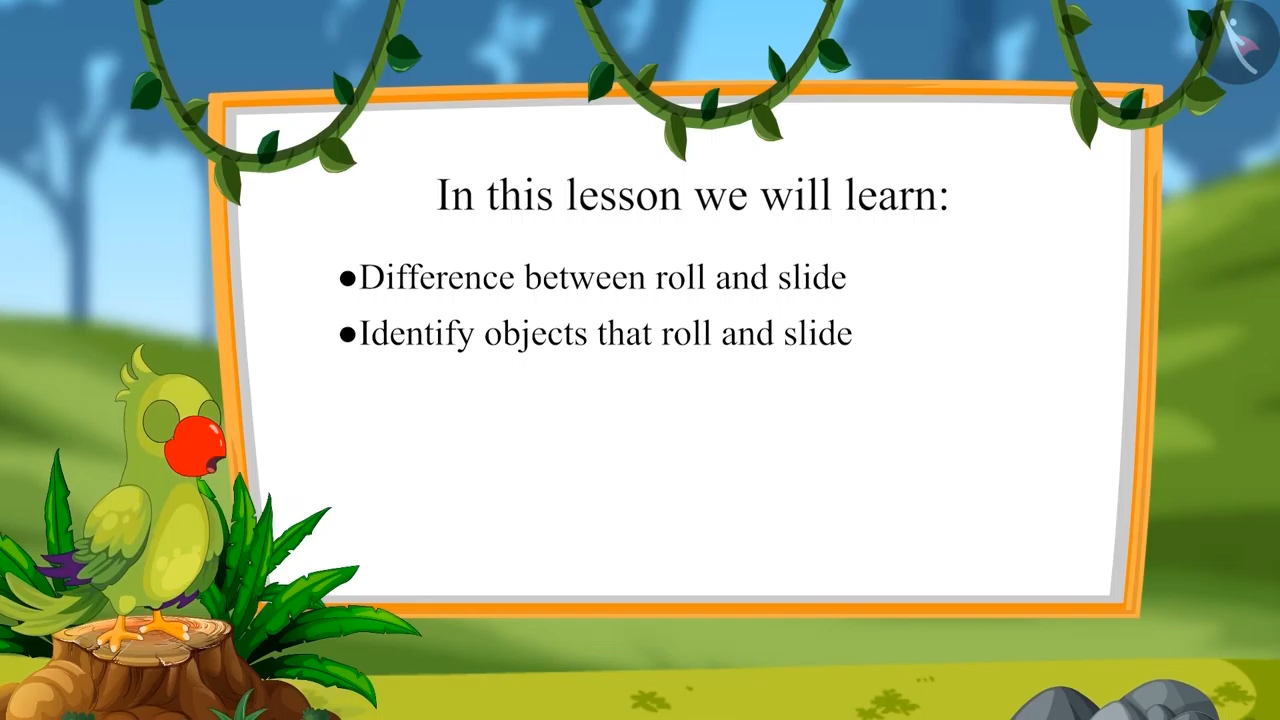 In this lesson we will learn:
●Difference between roll and slide
●Identify objects that roll and slide